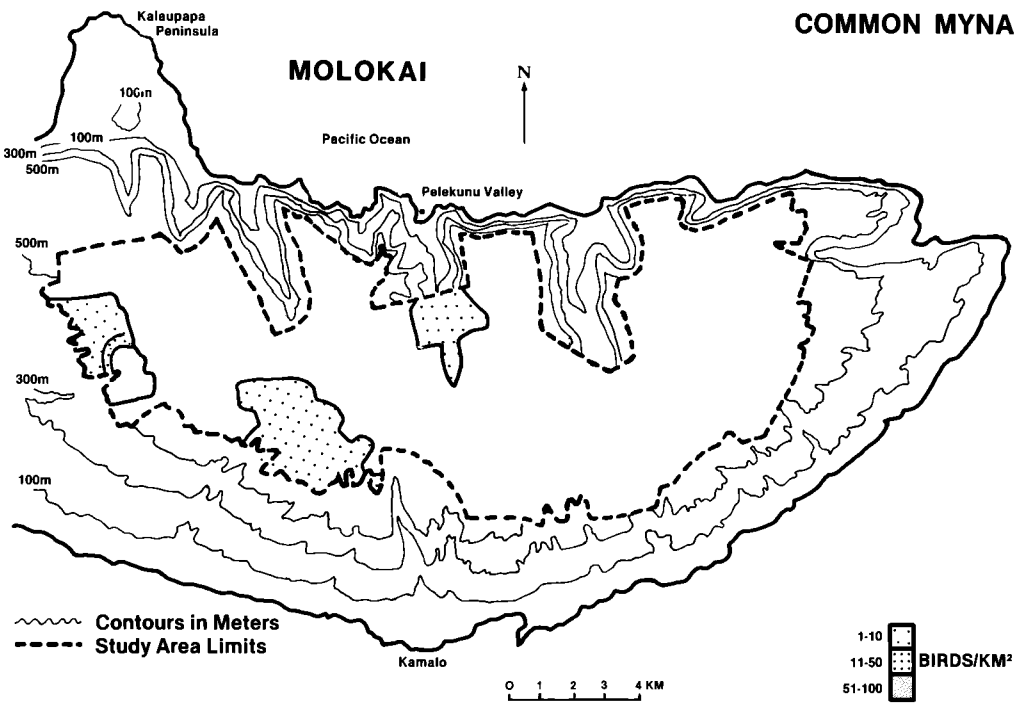 Kalaupapa
Peninsula
COMMON MYNA
MOLOKAI
N
100m
Pacific Ocean
100m
300m
500m
Pelekunu Valley
500m
300m
100m
Contours in Meters
Study Area Limits
Kamalo
0 1 2 3 4 KM
1-10
11-50 BIRDS/KM²
51-100